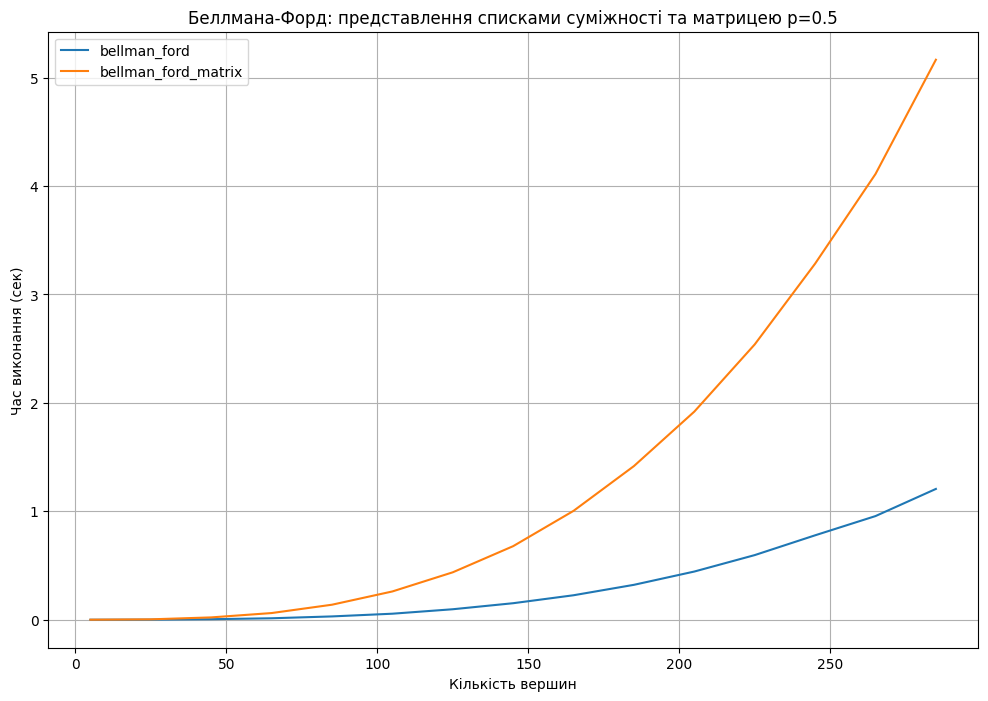 Беллмана-Форд: представлення списками суміжності та матрицею p=0.5
bellman_ford
bellman_ford_matrix
5
4
3
2
1
0
Час виконання (сек)
0 50 100 150 200 250
Кількість вершин